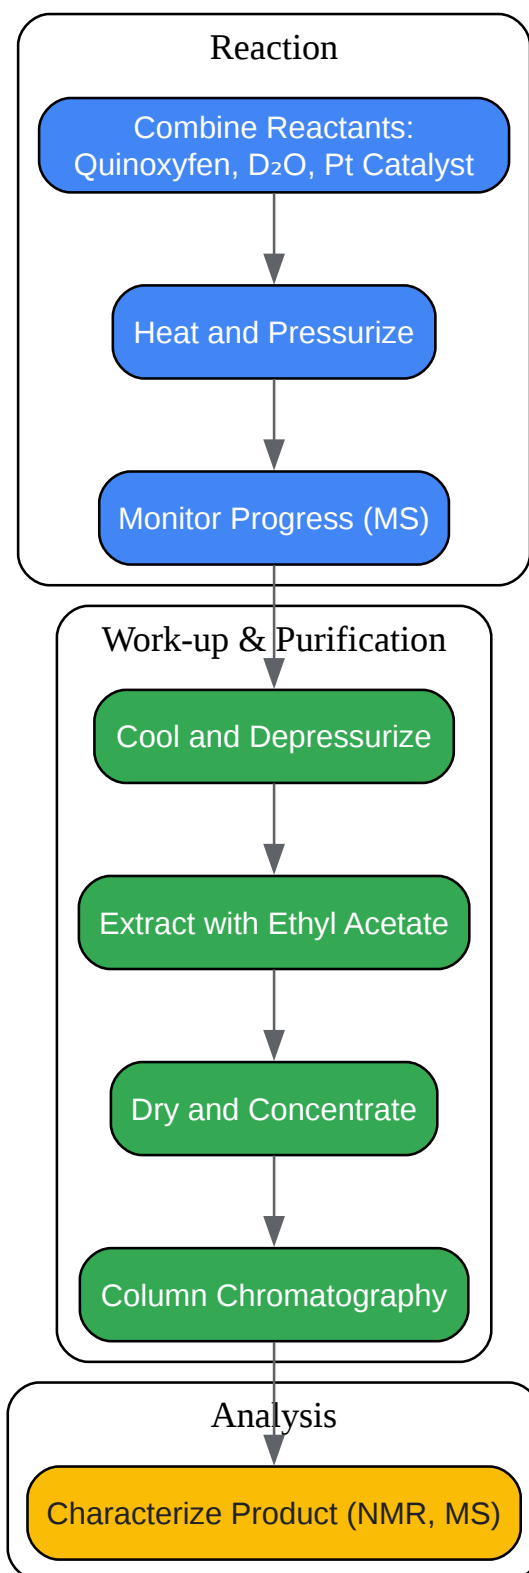 Reaction
Combine Reactants:
Quinoxyfen, D₂O, Pt Catalyst
Heat and Pressurize
Monitor Progress (MS)
Work-up & Purification
Cool and Depressurize
Extract with Ethyl Acetate
Dry and Concentrate
Column Chromatography
Analysis
Characterize Product (NMR, MS)